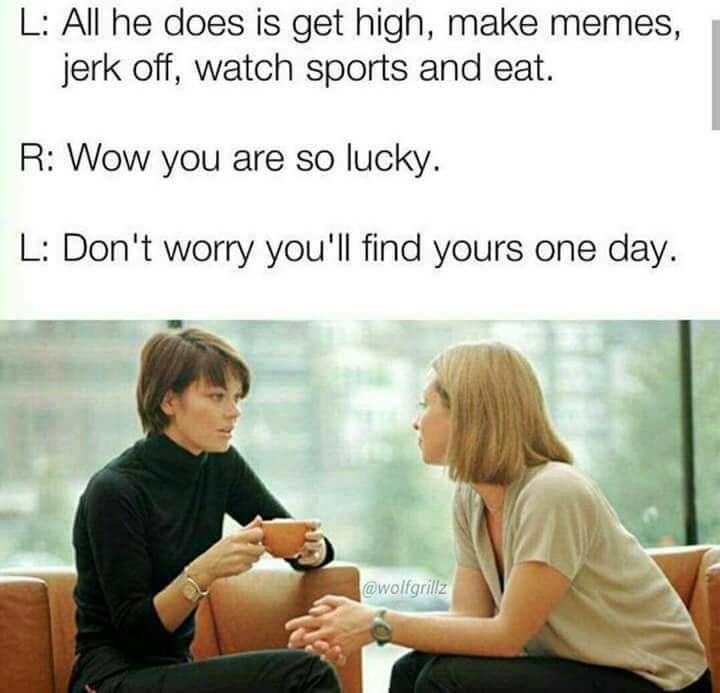 L: All he does is get high, make memes,
jerk off, watch sports and eat.
R: Wow you are so lucky.
L: Don't worry you'll find yours one day.
@wolfgrillz